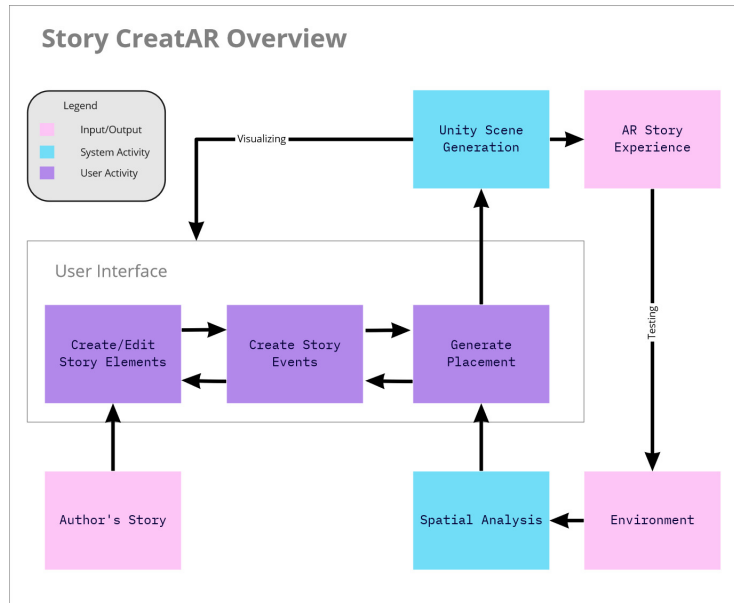 Story CreatAR Overview
Legend
Input/Output
System Activity
User Activity
Visualizing
Unity Scene
Generation
AR Story
Experience
User Interface
Create/Edit
Story Elements
Create Story
Events
Generate
Placement
Testing
Author's Story
Spatial Analysis
Environment